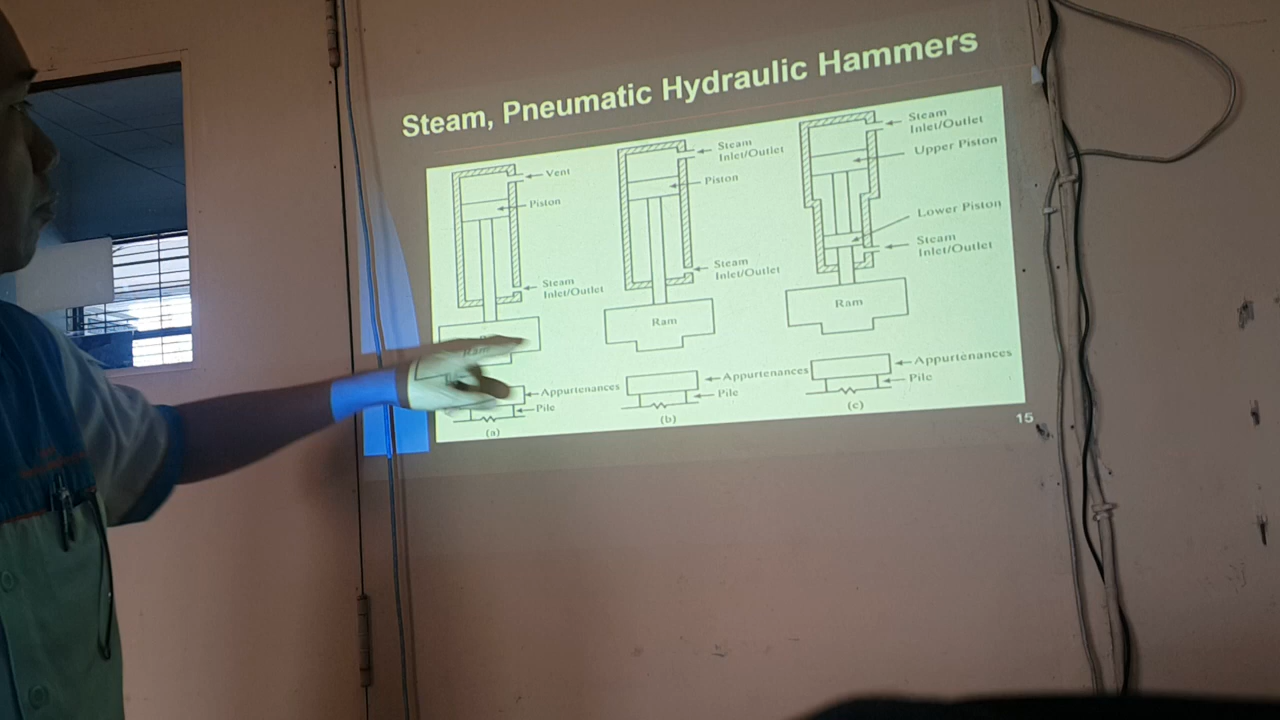 Steam, Pneumatic Hydraulic Hammers
Vent
Piston
Steam
Inlet/Outlet
Ram
Appurtenances
Pile
(a)
Steam
Inlet/Outlet
Piston
Steam
Inlet/Outlet
Ram
Appurtenances
Pile
(b)
Steam
Inlet/Outlet
Upper Piston
Lower Piston
Steam
Inlet/Outlet
Ram
Appurtenances
Pile
(c)
15